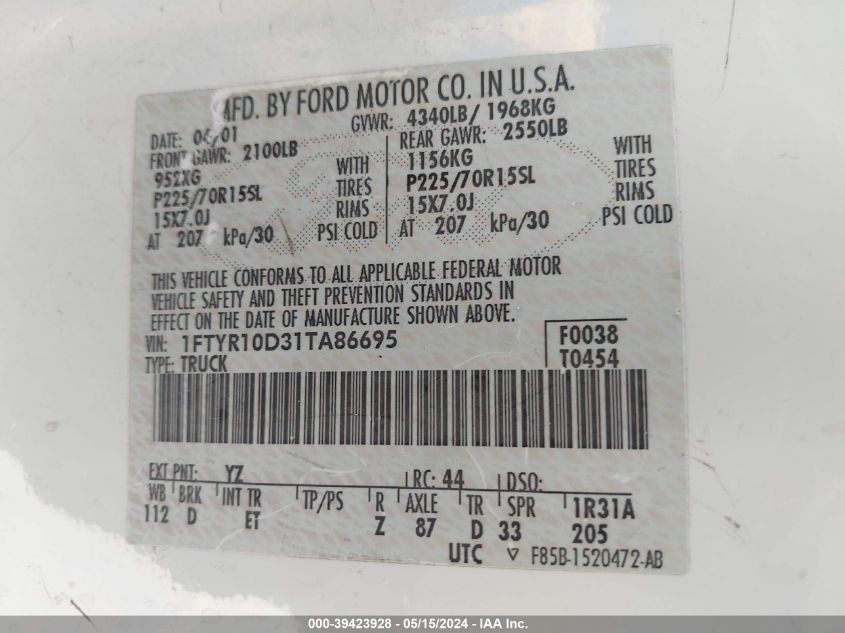 MFD. BY FORD MOTOR CO. IN U.S.A.
DATE: 04/01 GVWR: 4340LB/ 1968KG
FRONT GAWR: 2100LB REAR GAWR: 2550LB
952KG WITH 1156KG WITH
P225/70R15SL TIRES P225/70R15SL TIRES
15X7.0J RIMS 15X7.0J RIMS
AT 207 kPa/30 PSI COLD AT 207 kPa/30 PSI COLD
THIS VEHICLE CONFORMS TO ALL APPLICABLE FEDERAL MOTOR
VEHICLE SAFETY AND THEFT PREVENTION STANDARDS IN
EFFECT ON THE DATE OF MANUFACTURE SHOWN ABOVE.
VIN: 1FTYR10D31TA86695 F0038
TYPE: TRUCK T0454
EXT PNT: YZ RC: 44 DSO:
WB BRK INT TR TP/PS R AXLE TR SPR 1R31A
112 D ET Z 87 D 33 205
UTC F85B-1520472-AB
000-39423928 - 05/15/2024 - IAAI Inc.